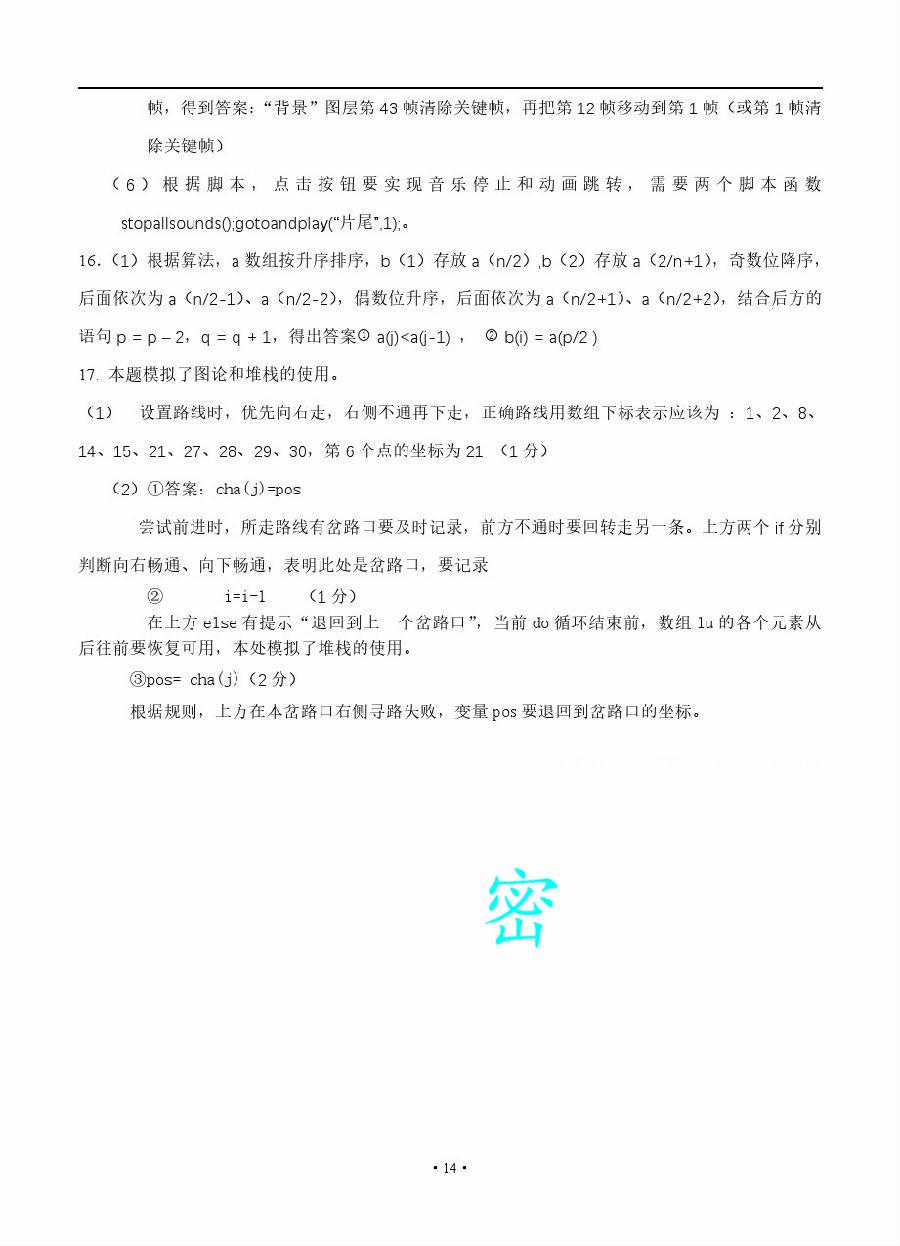 帧，得到答案：“背景”图层第 43 帧清除关键帧，再把第 12 帧移动到第 1 帧（或第 1 帧清
除关键帧）
（6）根据脚本，点击按钮要实现音乐停止和动画跳转，需要两个脚本函数
stopallsounds();gotoandplay(“片尾”,1);。
16.（1）根据算法，a 数组按升序排序，b（1）存放 a（n/2）,b（2）存放 a（2/n+1），奇数位降序，
后面依次为 a（n/2-1）、a（n/2-2），偶数位升序，后面依次为 a（n/2+1）、a（n/2+2），结合后方的
语句 p = p – 2，q = q + 1，得出答案① a(j)<a(j-1) ， ② b(i) = a(p/2 )
17. 本题模拟了图论和堆栈的使用。
（1） 设置路线时，优先向右走，右侧不通再下走，正确路线用数组下标表示应该为 ：1、2、8、
14、15、21、27、28、29、30，第 6 个点的坐标为 21 （1 分）
（2）①答案：cha(j)=pos
尝试前进时，所走路线有岔路口要及时记录，前方不通时要回转走另一条。上方两个 if 分别
判断向右畅通、向下畅通，表明此处是岔路口，要记录
② i=i-1 （1 分）
在上方 else 有提示“退回到上 个岔路口”，当前 do 循环结束前，数组 lu 的各个元素从
后往前要恢复可用，本处模拟了堆栈的使用。
③pos= cha(j)（2 分）
根据规则，上方在本岔路口右侧寻路失败，变量 pos 要退回到岔路口的坐标。
密
·14·